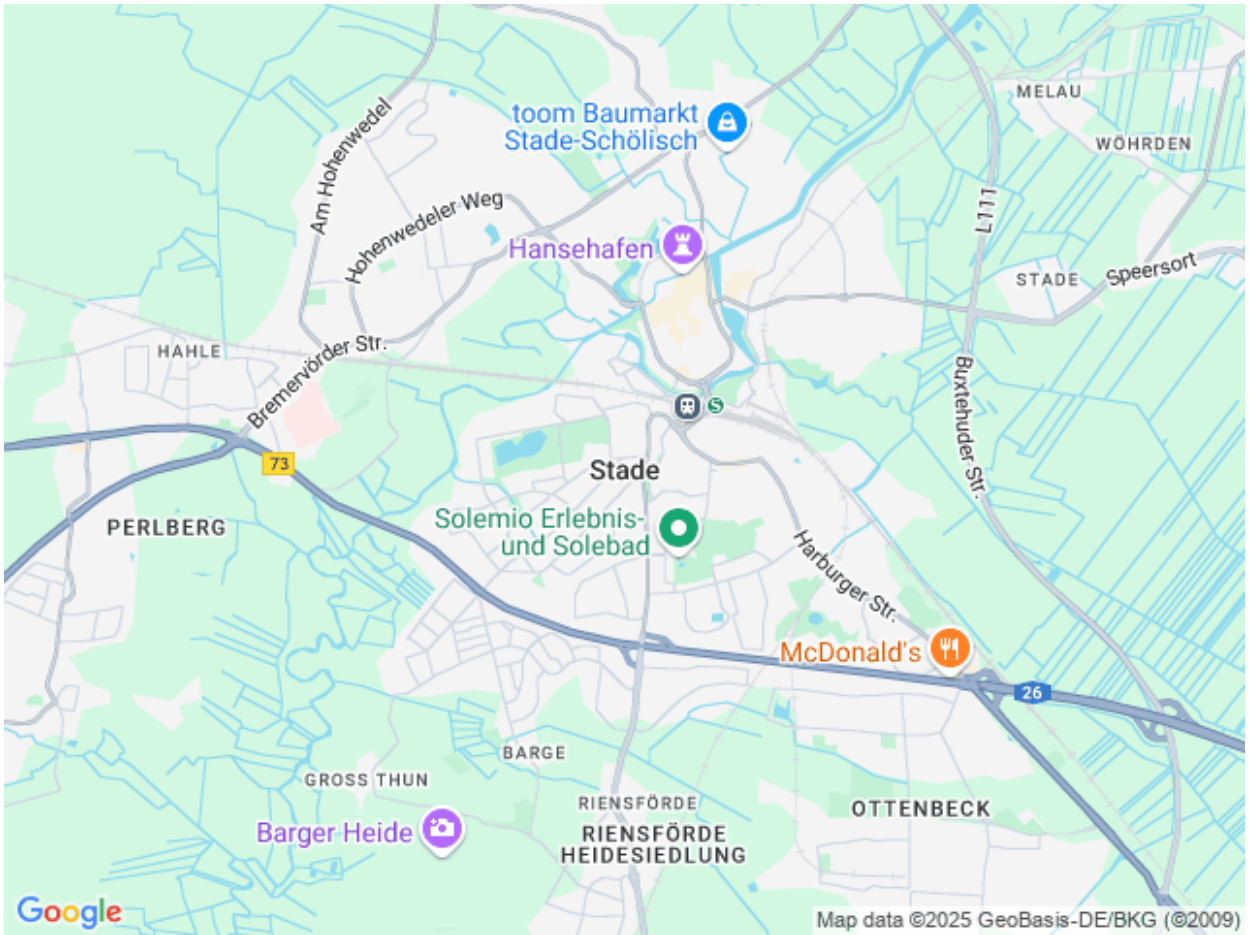 MELAU
toom Baumarkt
Stade-Schölisch
WÖHRDEN
Am Hohenwedel
Hohenwedeler Weg
L111
Hansehafen
Speersort
STADE
HAHLE
Bremervörder Str.
Buxtehuder Str.
S
73
Stade
PERLBERG
Solemio Erlebnis-
und Solebad
Harburger Str.
McDonald's
26
BARGE
GROSS THUN
RIENSFÖRDE
OTTENBECK
Barger Heide
RIENSFÖRDE
HEIDESIEDLUNG
Google
Map data ©2025 GeoBasis-DE/BKG (©2009)